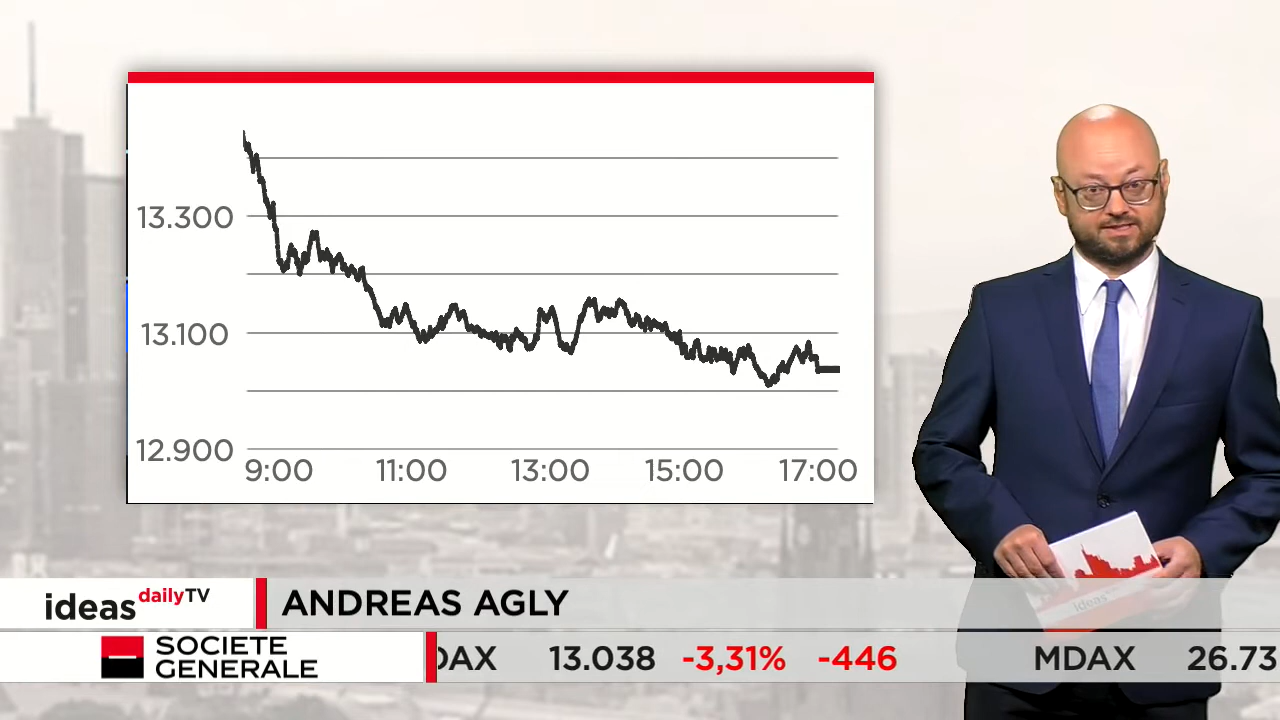 13.300
13.100
12.900
9:00 11:00 13:00 15:00 17:00
ideas dailyTV
ANDREAS AGLY
SOCIETE
GENERALE
DAX 13.038 -3,31% -446 MDAX 26.73
ideas